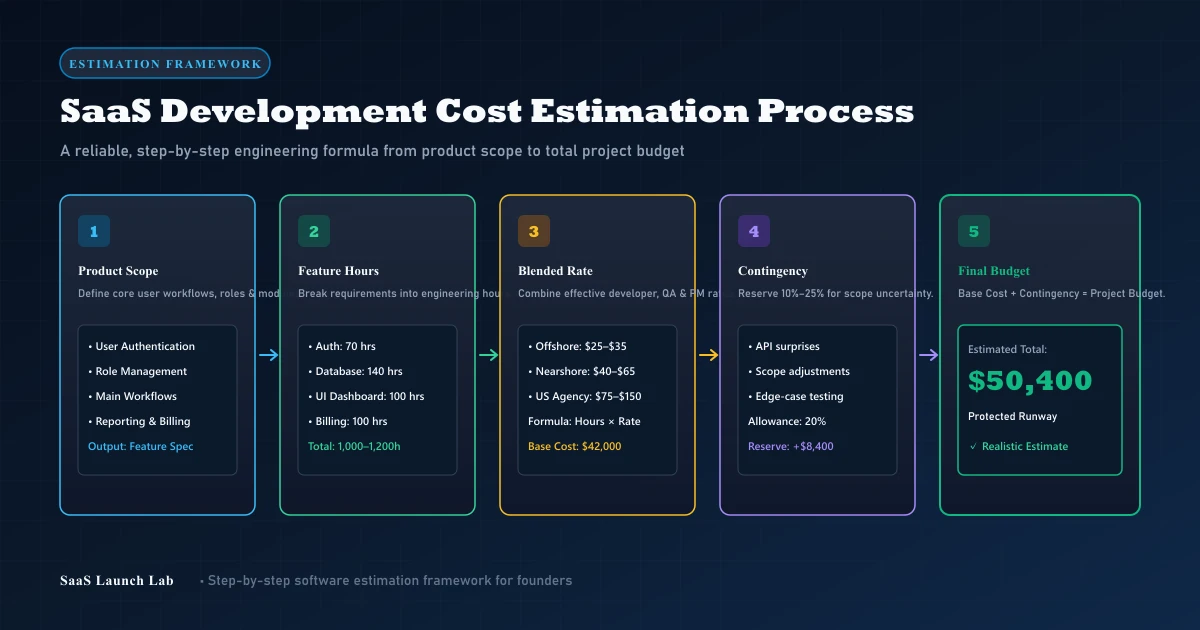 ESTIMATION FRAMEWORK
SaaS Development Cost Estimation Process
A reliable, step-by-step engineering formula from product scope to total project budget
1
Product Scope
Define core user workflows, roles & mod
• User Authentication
• Role Management
• Main Workflows
• Reporting & Billing
Output: Feature Spec
2
Feature Hours
Break requirements into engineering hou
• Auth: 70 hrs
• Database: 140 hrs
• UI Dashboard: 100 hrs
• Billing: 100 hrs
Total: 1,000–1,200h
3
Blended Rate
Combine effective developer, QA & PM ra
• Offshore: $25–$35
• Nearshore: $40–$65
• US Agency: $75–$150
Formula: Hours × Rate
Base Cost: $42,000
4
Contingency
Reserve 10%–25% for scope uncertainty.
• API surprises
• Scope adjustments
• Edge-case testing
Allowance: 20%
Reserve: +$8,400
5
Final Budget
Base Cost + Contingency = Project Budget.
Estimated Total:
$50,400
Protected Runway
✓ Realistic Estimate
SaaS Launch Lab • Step-by-step software estimation framework for founders